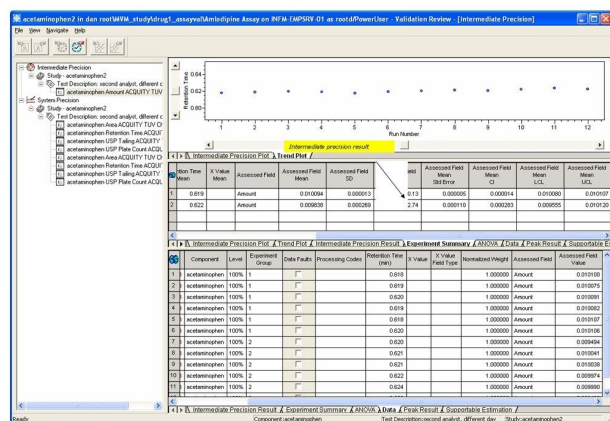 acetaminophen2 in dan root\MVM_study\drug1_assayval\Amlodipine Assay on INFM-EMPSRV-01 as rootd/PowerUser - Validation Review - [Intermediate Precision]
File View Navigate Help
Intermediate Precision
Study - acetaminophen2
Test Description: second analyst, different d
acetaminophen Amount ACQUITY TUV
System Precision
Study - acetaminophen2
Test Description: second analyst, different d
acetaminophen Area ACQUITY TUV Ch
acetaminophen Retention Time ACQUI
acetaminophen USP Tailing ACQUITY
acetaminophen USP Plate Count ACQL
acetaminophen Area ACQUITY TUV Ch
acetaminophen Retention Time ACQUI
acetaminophen USP Tailing ACQUITY
acetaminophen USP Plate Count ACQL
Retention Time
0.64
0.62
0.60
1 2 3 4 5 6 7 8 9 10 11 12
Run Number
Intermediate precision result
Intermediate Precision Plot Trend Plot
tion Time Mean X Value Mean Assessed Field Assessed Field Mean Assessed Field SD ield Assessed Field Mean Std Error Assessed Field Mean CI Assessed Field Mean LCL Assessed Field Mean UCL
1 0.619 Amount 0.010094 0.000013 0.13 0.000005 0.000014 0.010080 0.010107
2 0.622 Amount 0.009838 0.000269 2.74 0.000110 0.000283 0.009555 0.010120
Intermediate Precision Plot Trend Plot Intermediate Precision Result Experiment Summary ANOVA Data Peak Result Supportable Es
Component Level Experiment Group Data Faults Processing Codes Retention Time (min) X Value X Value Field Type Normalized Weight Assessed Field Assessed Field Value
1 acetaminophen 100% 1 0.618 1.000000 Amount 0.010100
2 acetaminophen 100% 1 0.619 1.000000 Amount 0.010075
3 acetaminophen 100% 1 0.620 1.000000 Amount 0.010091
4 acetaminophen 100% 1 0.619 1.000000 Amount 0.010082
5 acetaminophen 100% 1 0.618 1.000000 Amount 0.010107
6 acetaminophen 100% 1 0.620 1.000000 Amount 0.010106
7 acetaminophen 100% 2 0.620 1.000000 Amount 0.009494
8 acetaminophen 100% 2 0.621 1.000000 Amount 0.010041
9 acetaminophen 100% 2 0.621 1.000000 Amount 0.010038
10 acetaminophen 100% 2 0.622 1.000000 Amount 0.009974
11 acetaminophen 100% 2 0.624 1.000000 Amount 0.009990
Intermediate Precision Result Experiment Summary ANOVA Data Peak Result Supportable Estimation
Ready Component:acetaminophen Test Description:second analyst, different day Study:acetaminophen2